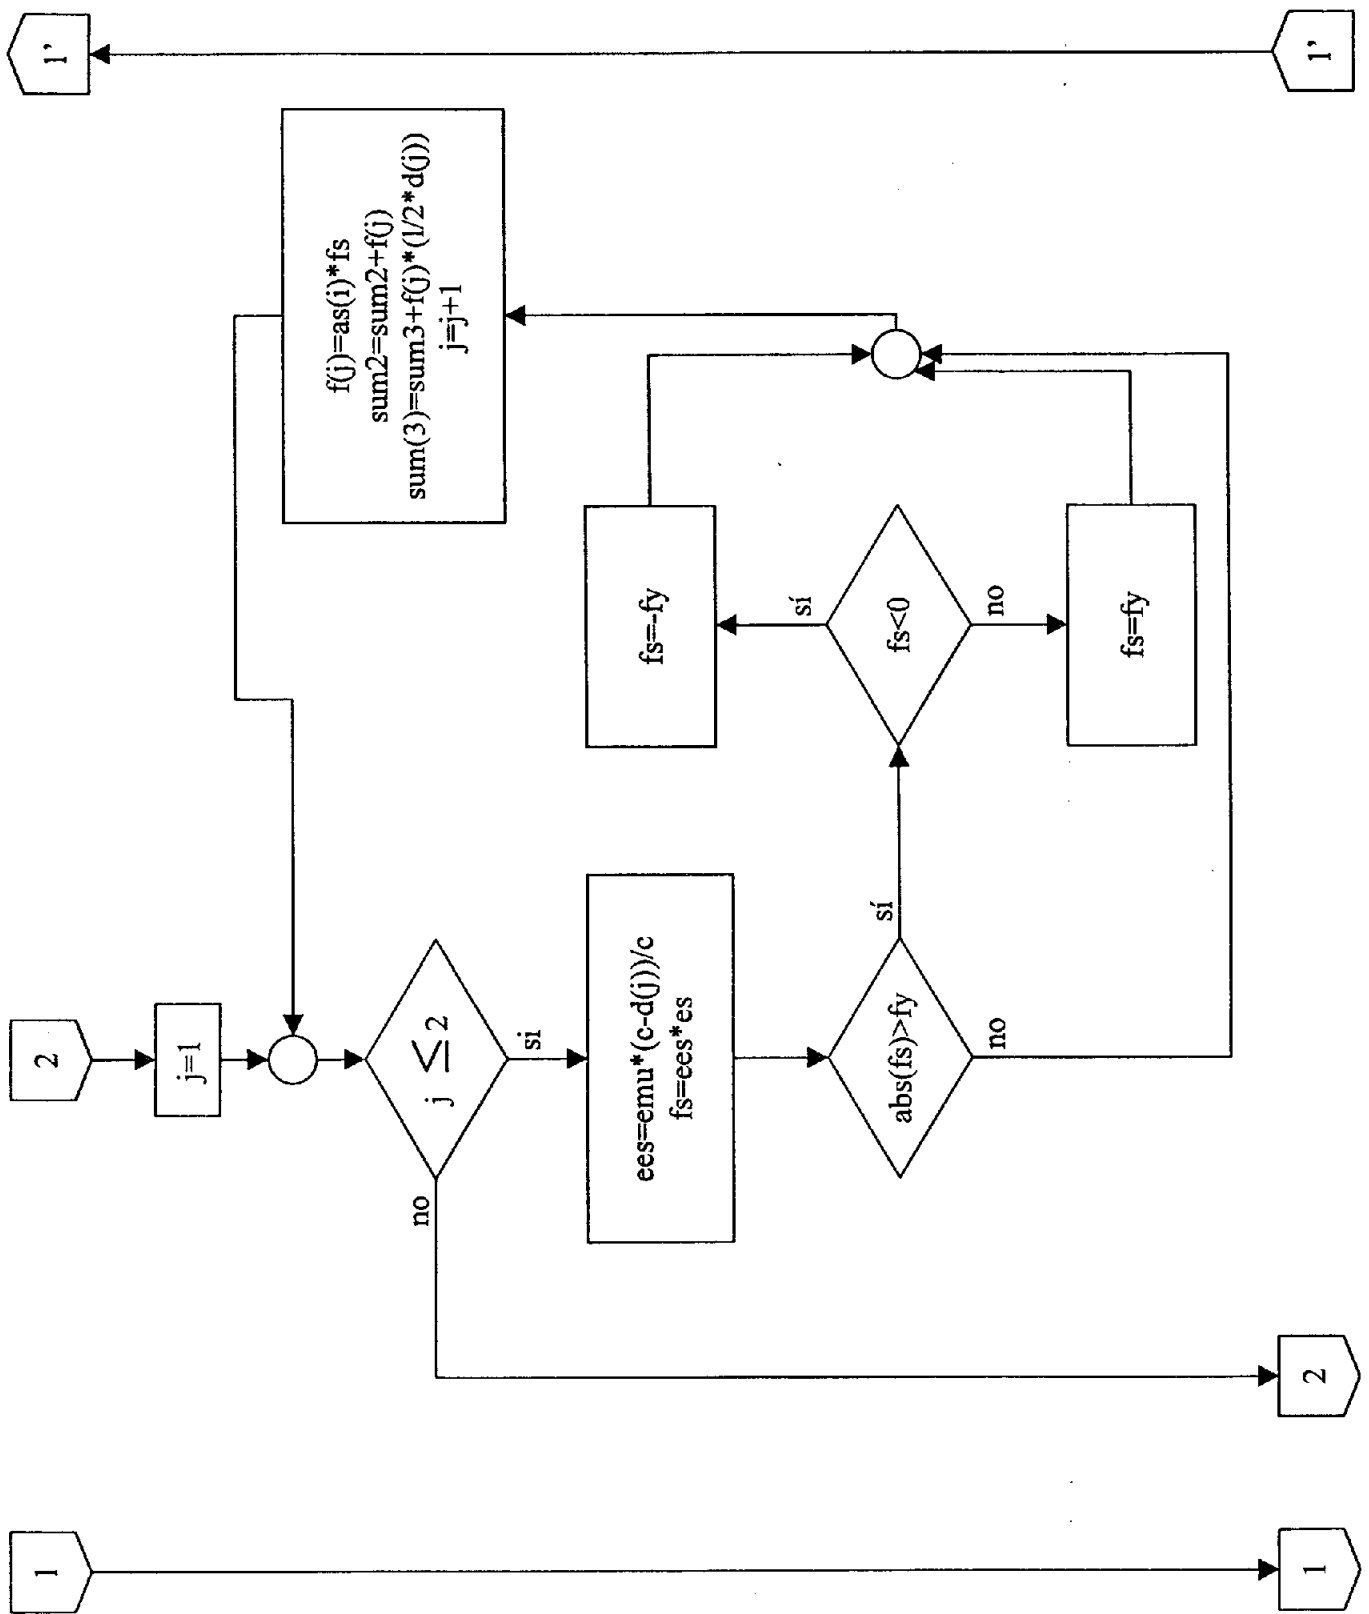 1
2
1’
j=1
j ≤ 2
no
si
ees=emu*(c-d(j))/c
fs=ees*es
abs(fs)>fy
sí
no
fs<0
sí
no
fs=-fy
fs=fy
f(j)=as(i)*fs
sum2=sum2+f(j)
sum(3)=sum3+f(j)*(l/2*d(j))
j=j+1
1
2
1’